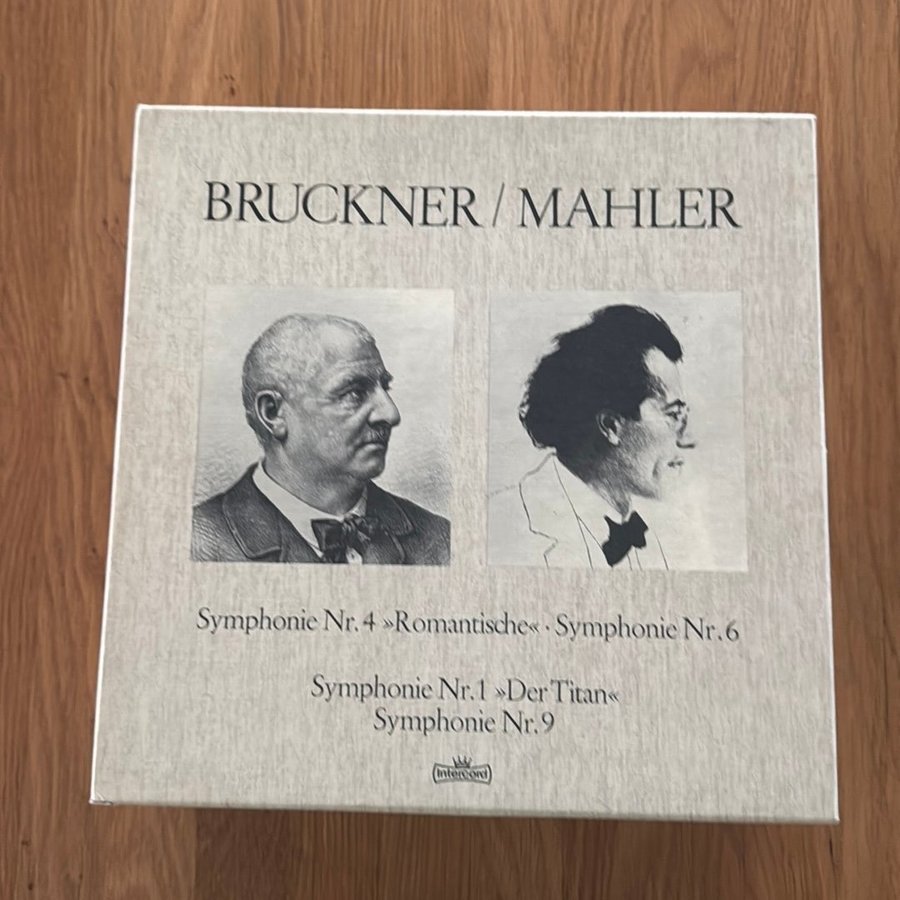 BRUCKNER / MAHLER
Symphonie Nr. 4 »Romantische« · Symphonie Nr. 6
Symphonie Nr. 1 »Der Titan«
Symphonie Nr. 9
Intercord